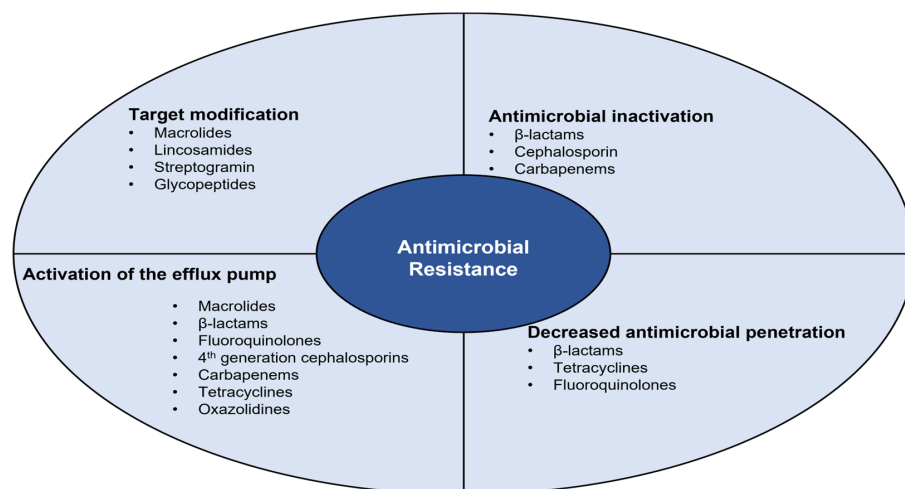 Target modification
• Macrolides
• Lincosamides
• Streptogramin
• Glycopeptides
Antimicrobial inactivation
• β-lactams
• Cephalosporin
• Carbapenems
Antimicrobial
Resistance
Activation of the efflux pump
• Macrolides
• β-lactams
• Fluoroquinolones
• 4th generation cephalosporins
• Carbapenems
• Tetracyclines
• Oxazolidines
Decreased antimicrobial penetration
• β-lactams
• Tetracyclines
• Fluoroquinolones